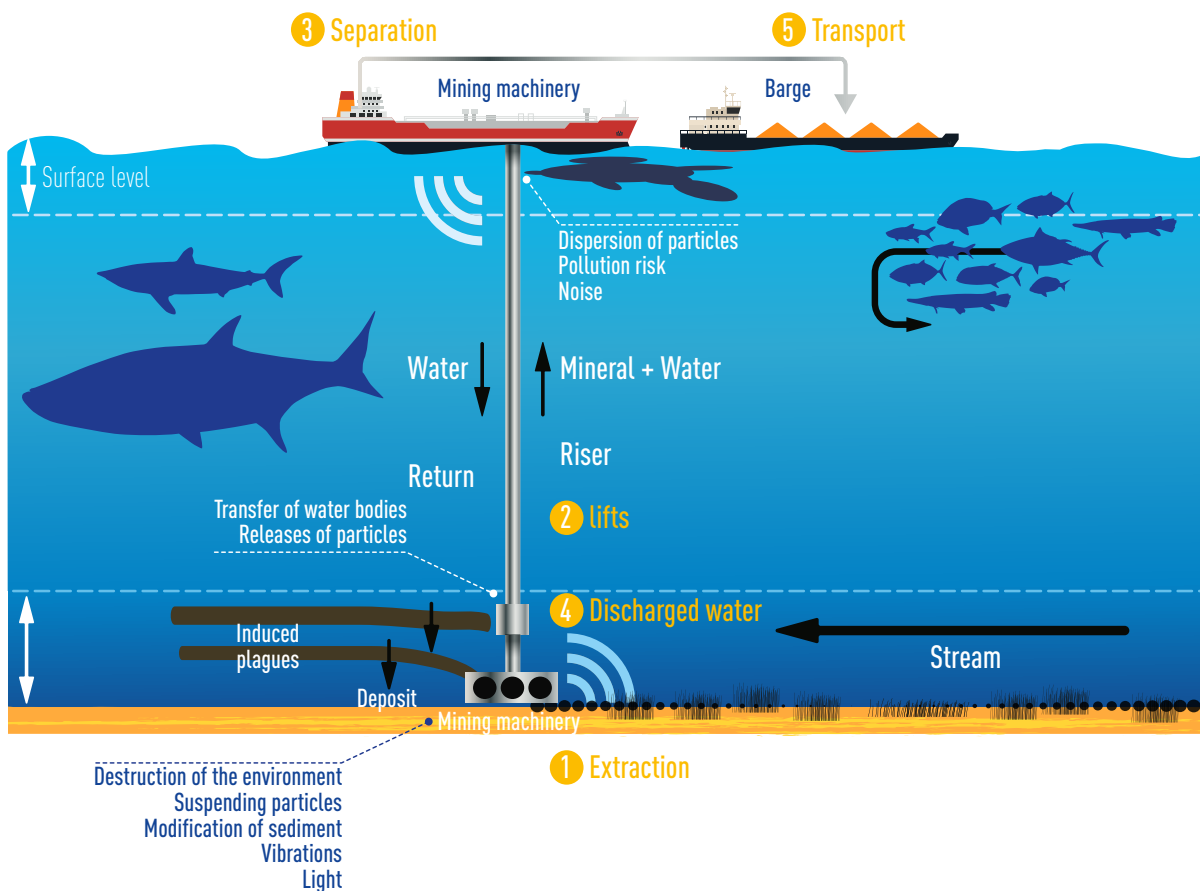 3 Separation
5 Transport
Mining machinery
Barge
Surface level
Dispersion of particles
Pollution risk
Noise
Water
Mineral + Water
Riser
Return
Transfer of water bodies
Releases of particles
2 lifts
4 Discharged water
Induced
plagues
Stream
Deposit
Mining machinery
1 Extraction
Destruction of the environment
Suspending particles
Modification of sediment
Vibrations
Light